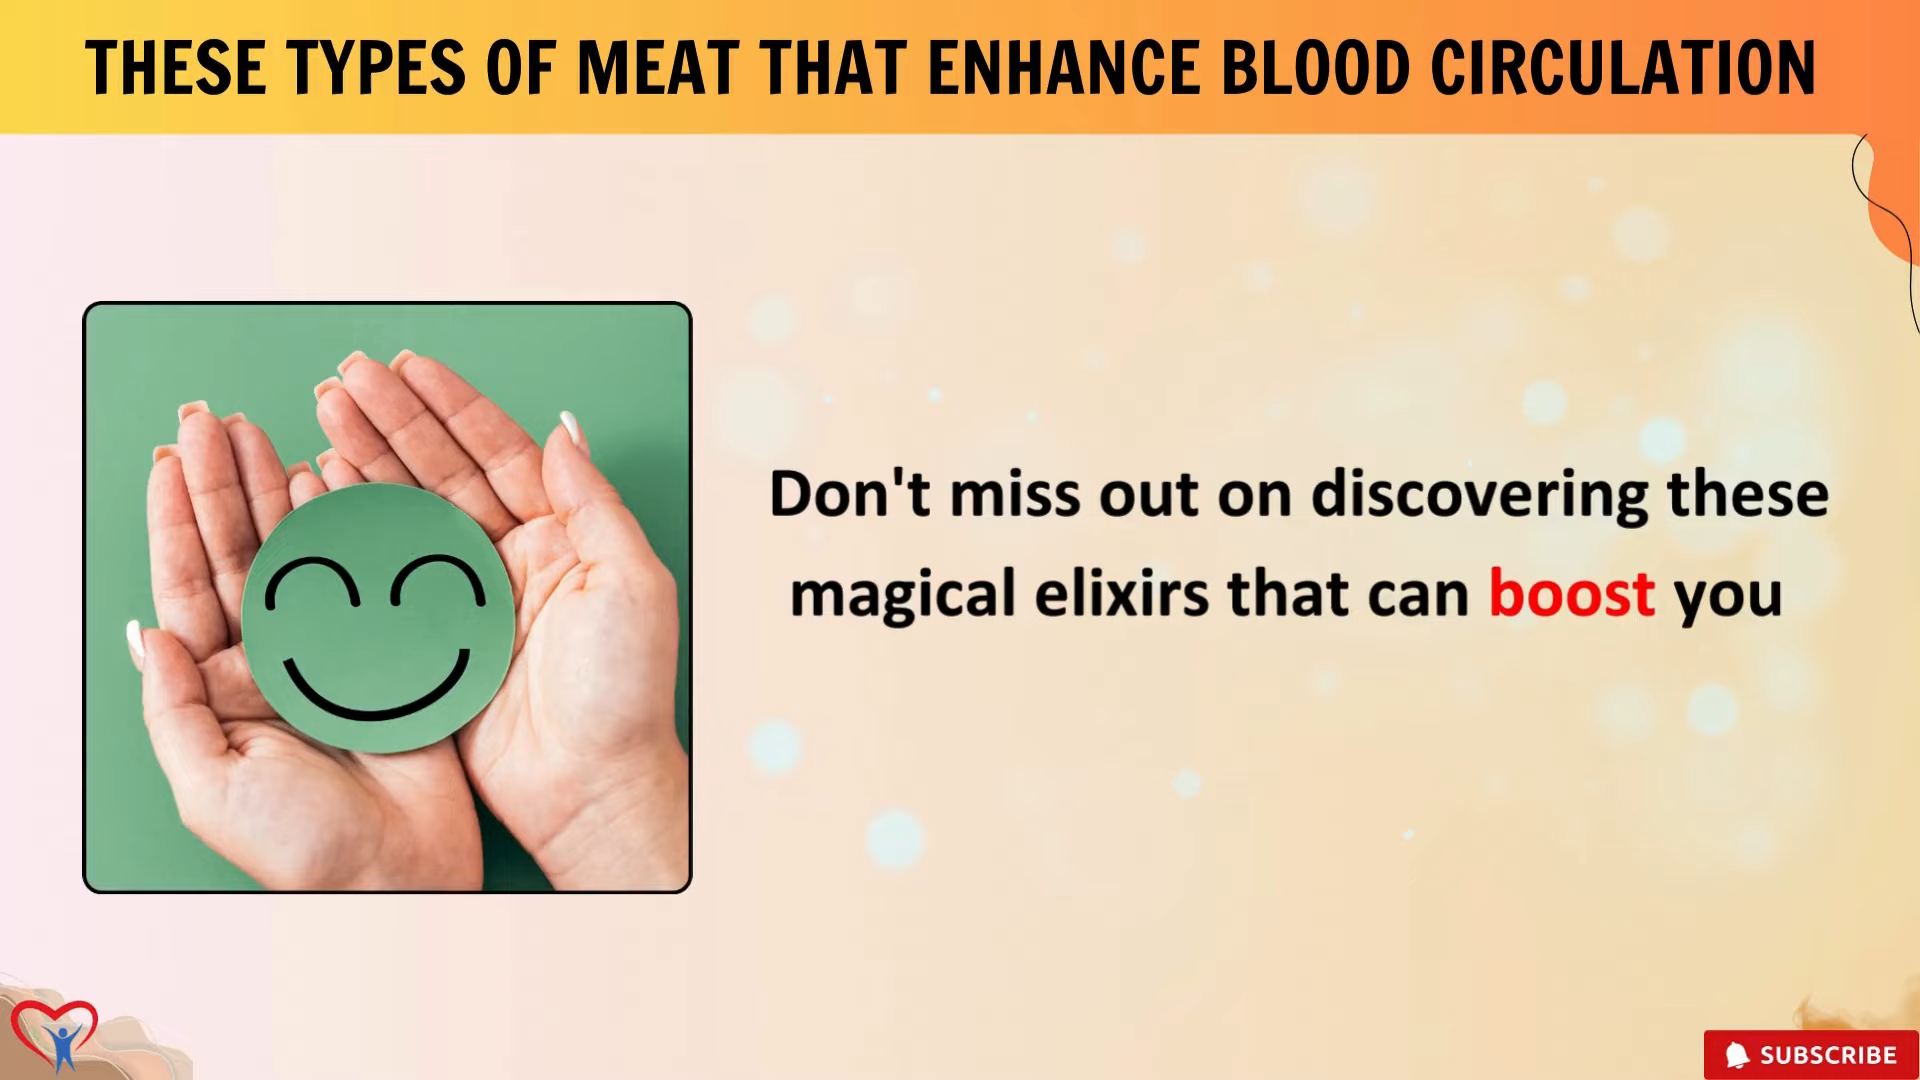 THESE TYPES OF MEAT THAT ENHANCE BLOOD CIRCULATION
Don't miss out on discovering these
magical elixirs that can boost you
SUBSCRIBE